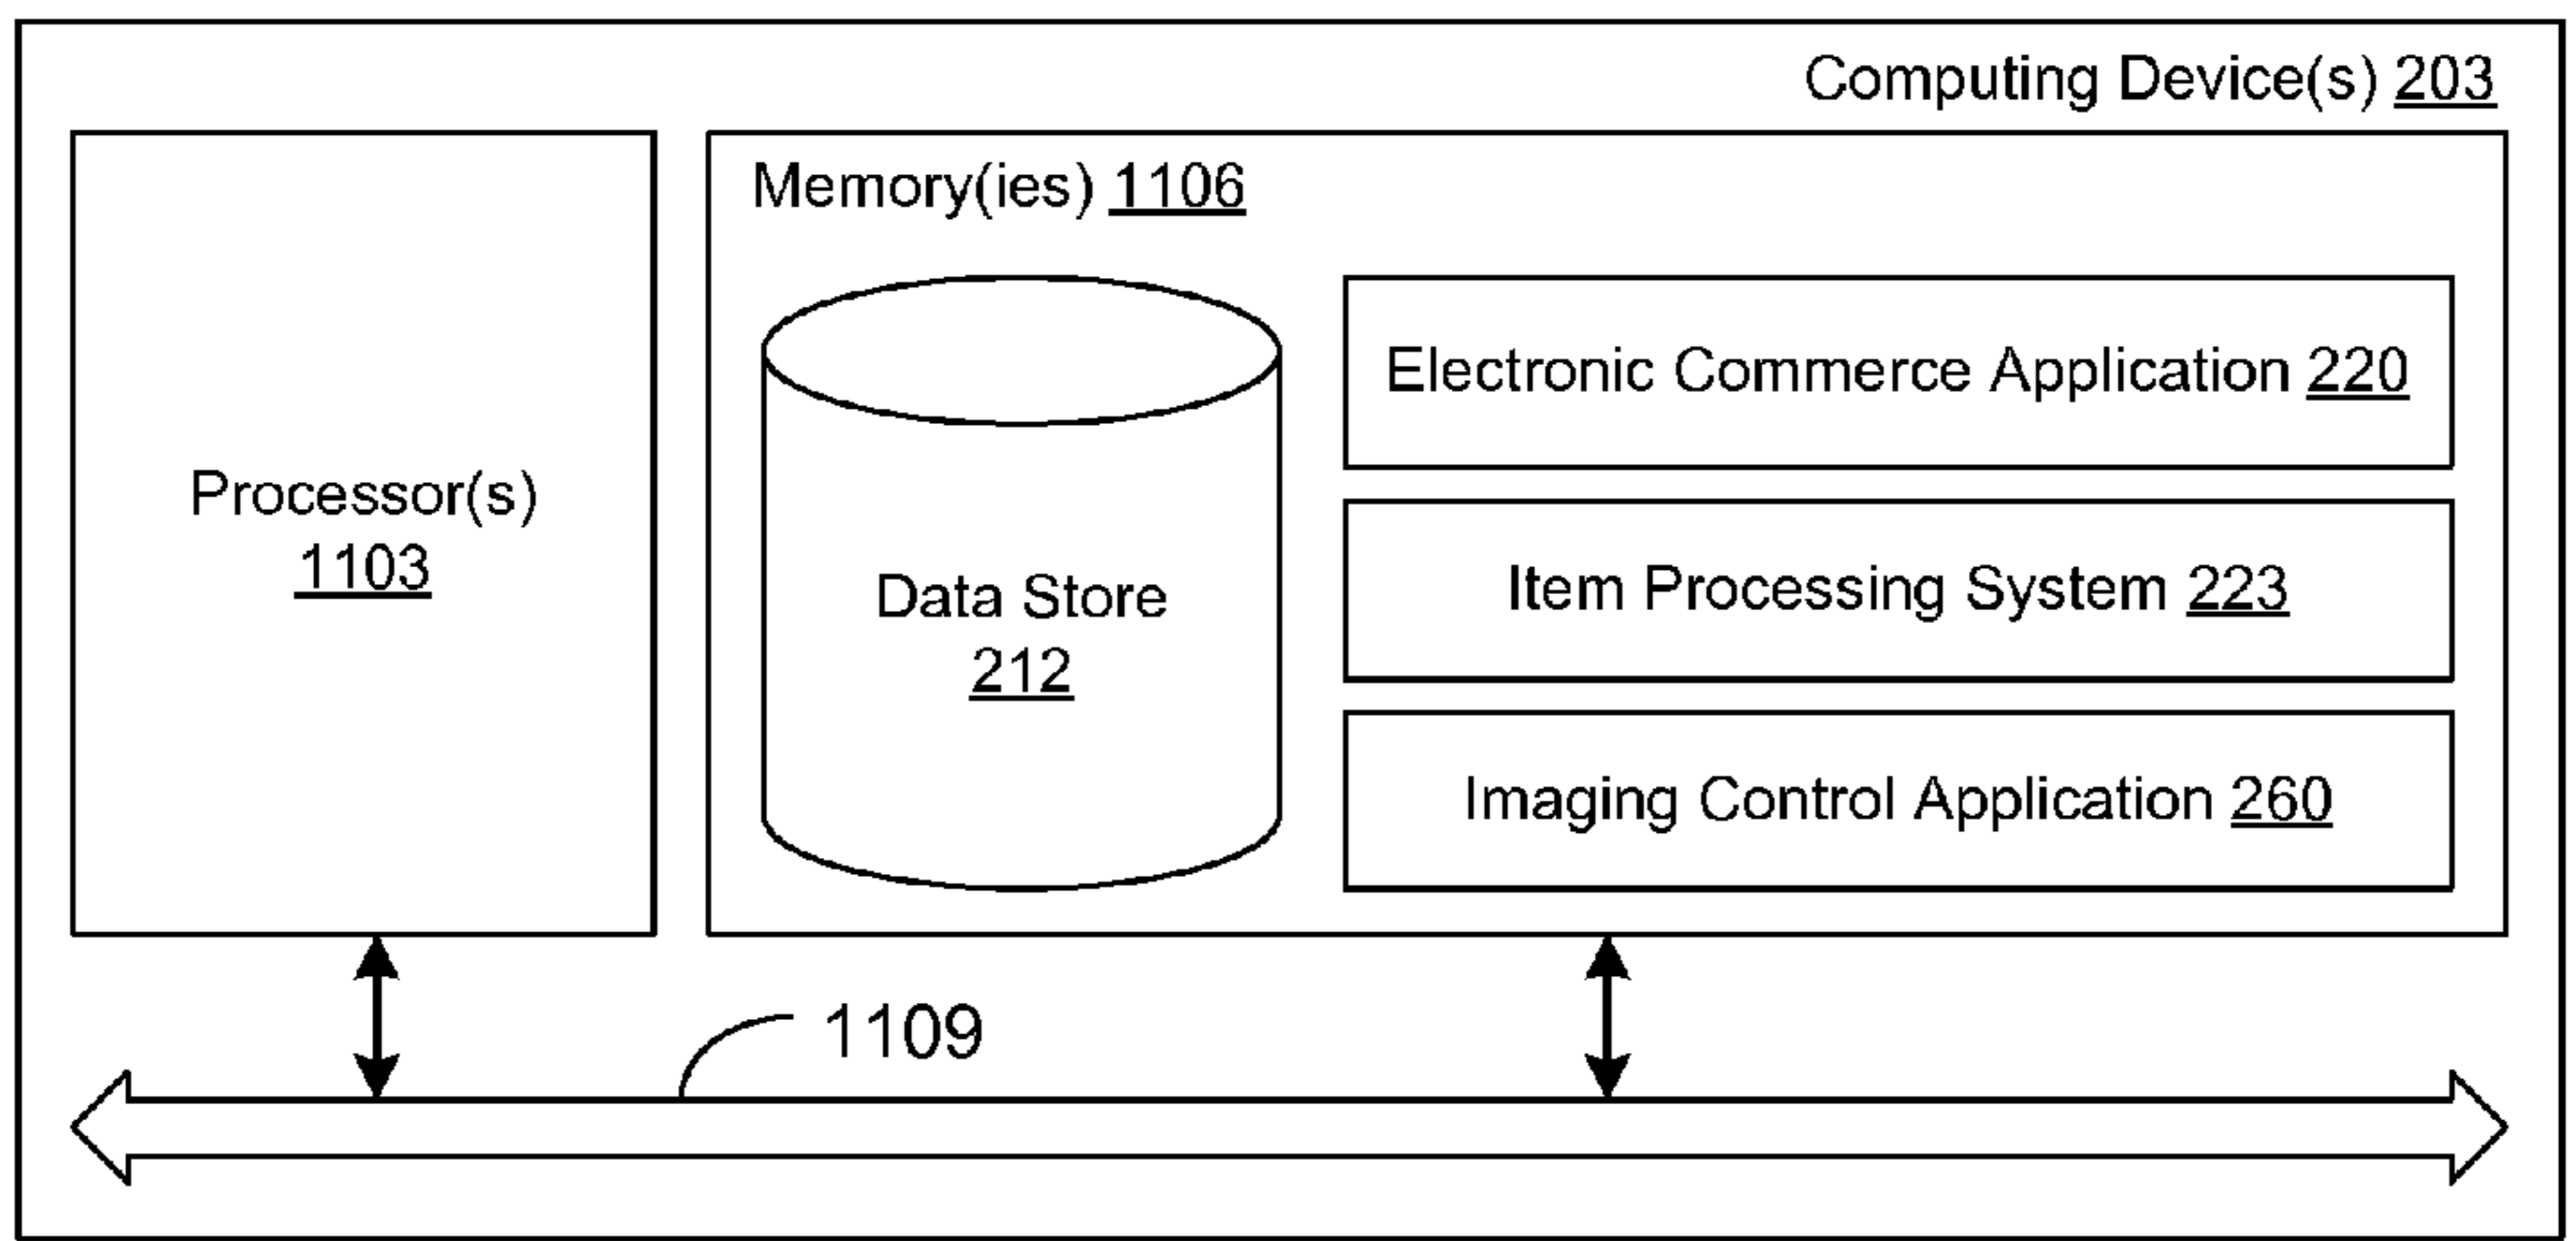 Computing Device(s) 203
Memory(ies) 1106
Processor(s)
1103
Data Store
212
Electronic Commerce Application 220
Item Processing System 223
Imaging Control Application 260
1109